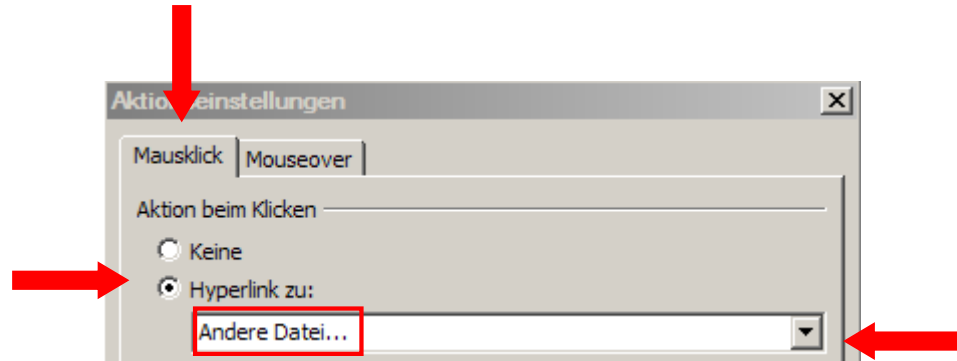 Aktionseinstellungen
Mausklick Mouseover
Aktion beim Klicken
Keine
Hyperlink zu:
Andere Datei...